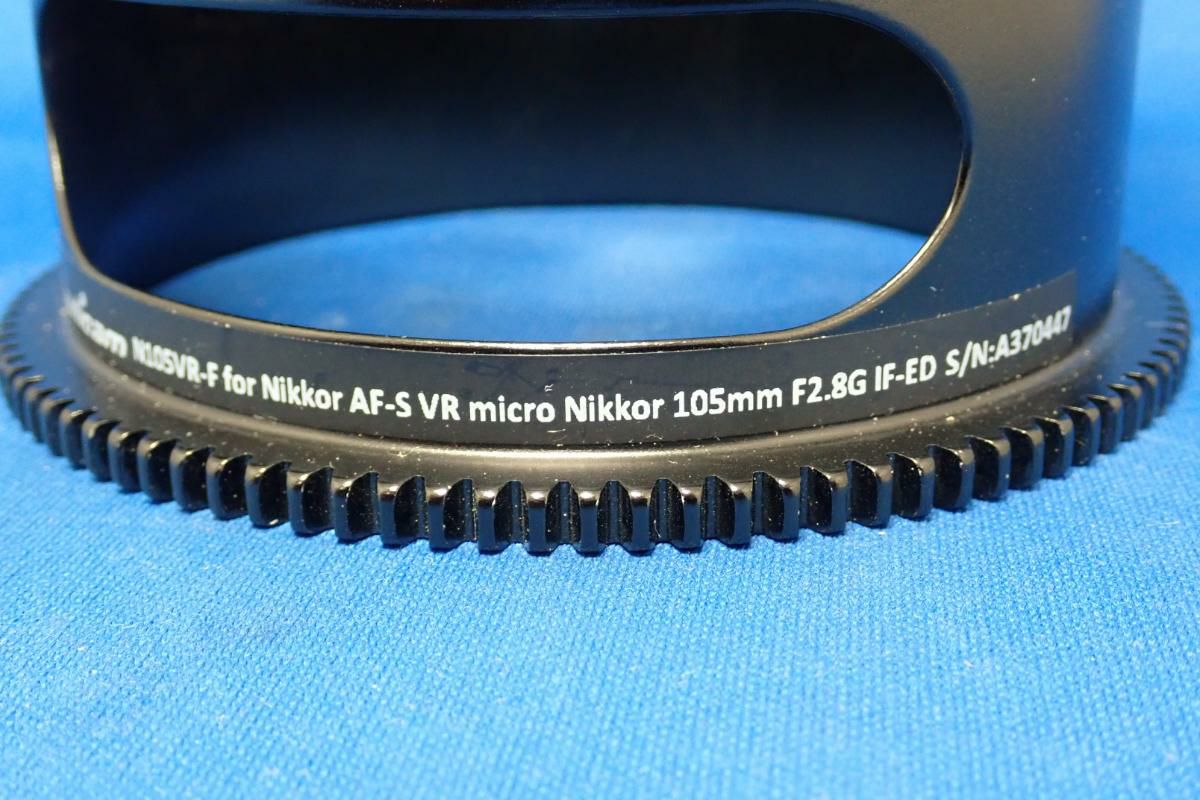 N105VR-F for Nikkor AF-S VR micro Nikkor 105mm F2.8G IF-ED S/N:A370447